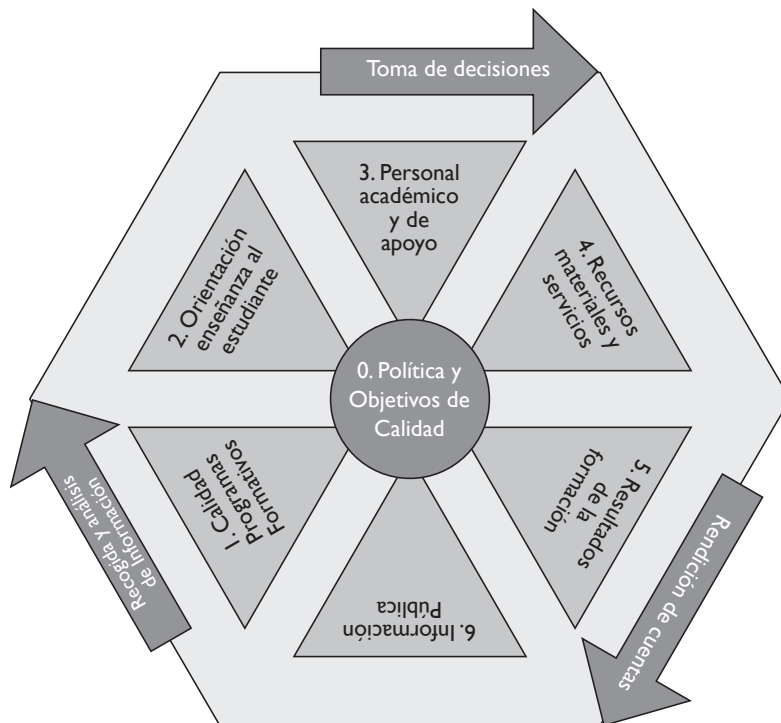 Toma de decisiones
3. Personal
académico
y de
apoyo
2. Orientación
enseñanza al
estudiante
4. Recursos
materiales y
servicios
0. Política y
Objetivos de
Calidad
1. Calidad
Programas
Formativos
5. Resultados
de la
formación
6. Información
Pública
Recogida y análisis
de Información
Rendición de cuentas